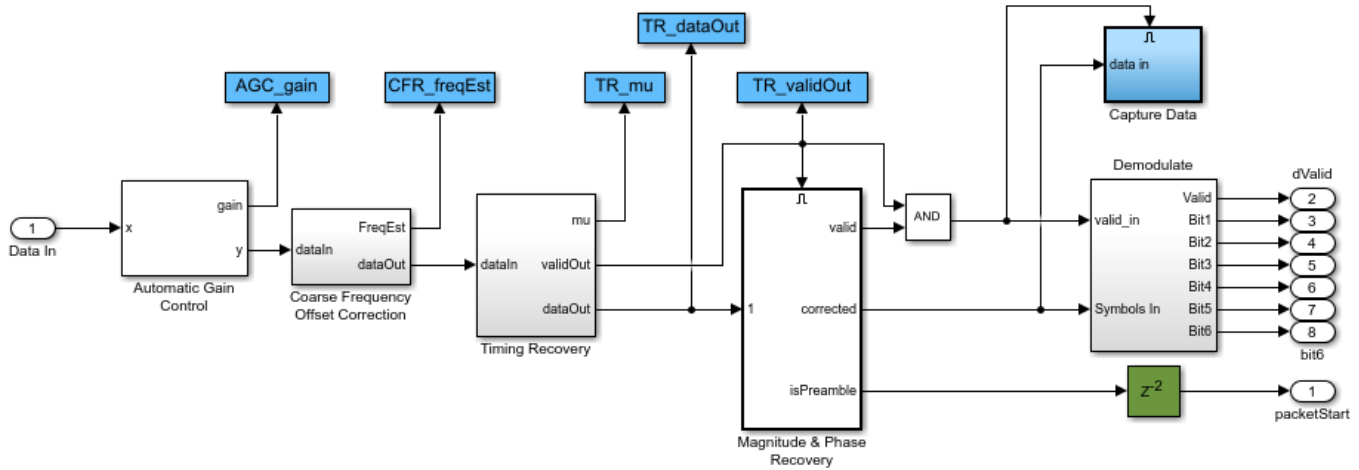 TR_dataOut
AGC_gain
CFR_freqEst
TR_mu
TR_validOut
data in
Capture Data
Demodulate
dValid
1
Data In
x
gain
y
Automatic Gain
Control
dataIn
FreqEst
dataOut
Coarse Frequency
Offset Correction
dataIn
mu
validOut
dataOut
Timing Recovery
1
valid
corrected
isPreamble
Magnitude & Phase
Recovery
AND
valid_in
Symbols In
Valid
Bit1
Bit2
Bit3
Bit4
Bit5
Bit6
2
3
4
5
6
7
8
bit6
Z-2
1
packetStart